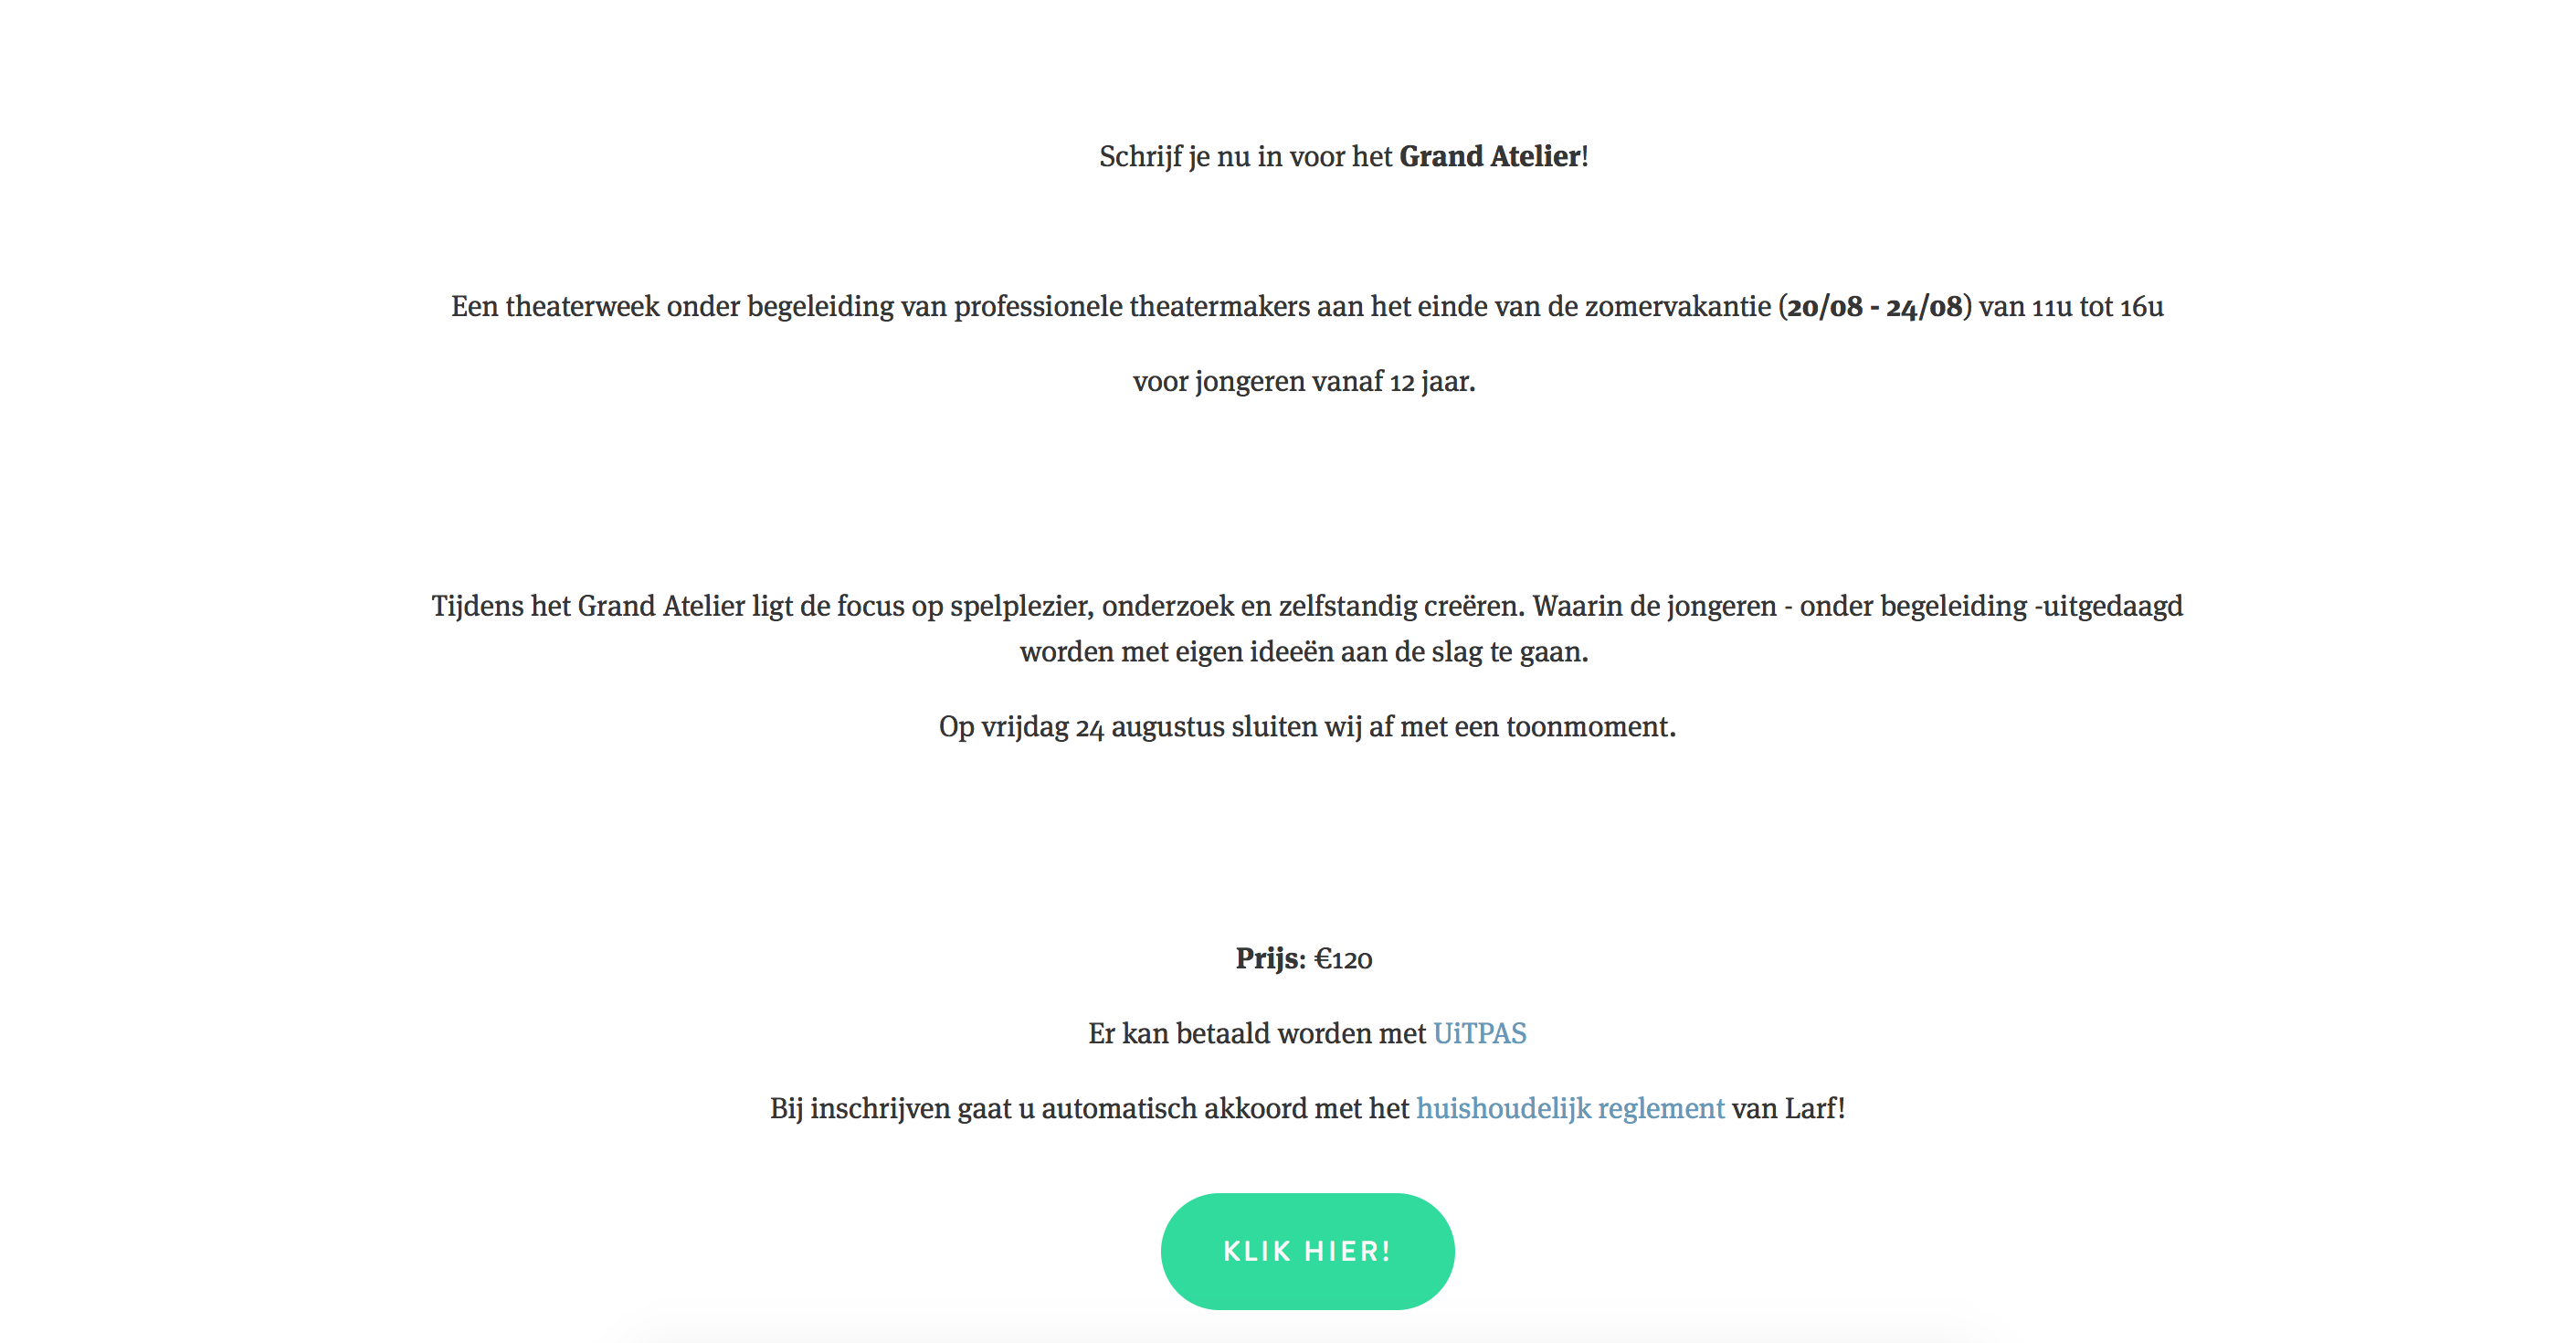 Schrijf je nu in voor het Grand Atelier!
Een theaterweek onder begeleiding van professionele theatermakers aan het einde van de zomervakantie (20/08 - 24/08) van 11u tot 16u
voor jongeren vanaf 12 jaar.
Tijdens het Grand Atelier ligt de focus op spelplezier, onderzoek en zelfstandig creëren. Waarin de jongeren - onder begeleiding -uitgedaagd
worden met eigen ideeën aan de slag te gaan.
Op vrijdag 24 augustus sluiten wij af met een toonmoment.
Prijs: €120
Er kan betaald worden met UiTPAS
Bij inschrijven gaat u automatisch akkoord met het huishoudelijk reglement van Larf!
KLIK HIER!